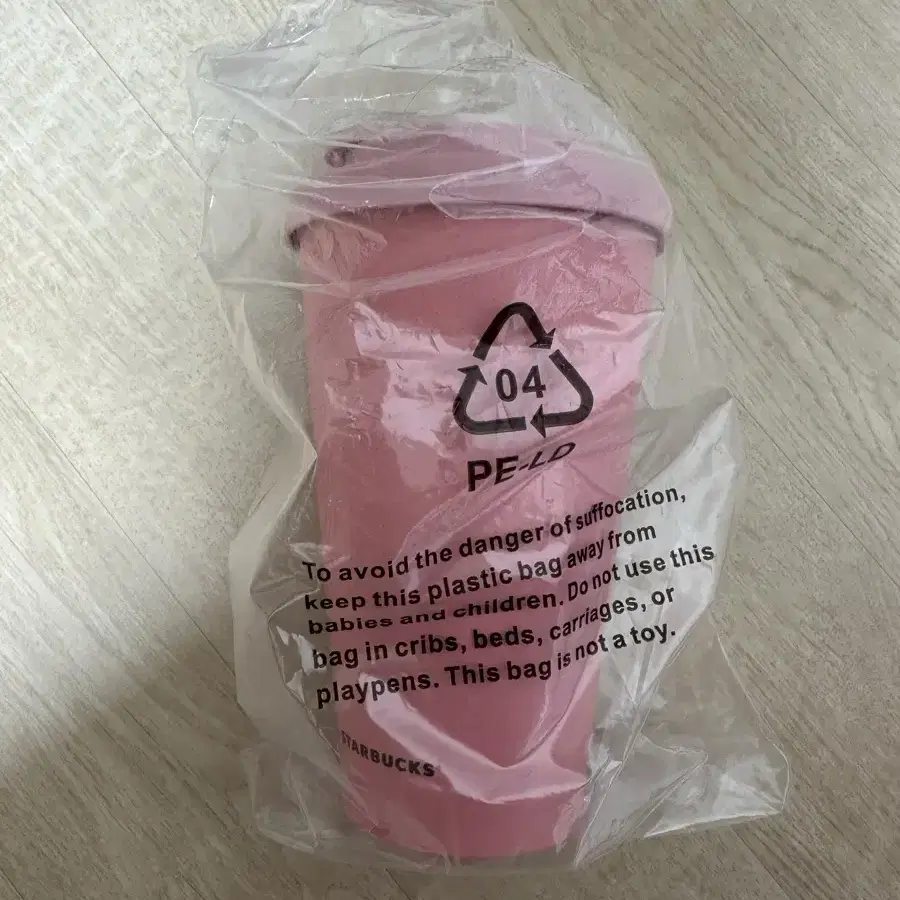 04
PE-LD
To avoid the danger of suffocation,
keep this plastic bag away from
babies and children. Do not use this
bag in cribs, beds, carriages, or
playpens. This bag is not a toy.
STARBUCKS